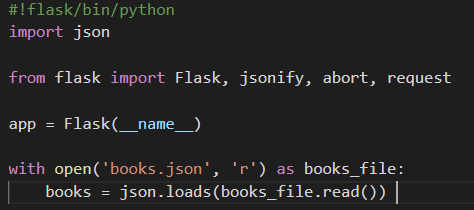 #!flask/bin/python
import json
from flask import Flask, jsonify, abort, request
app = Flask(__name__)
with open('books.json', 'r') as books_file:
    books = json.loads(books_file.read())